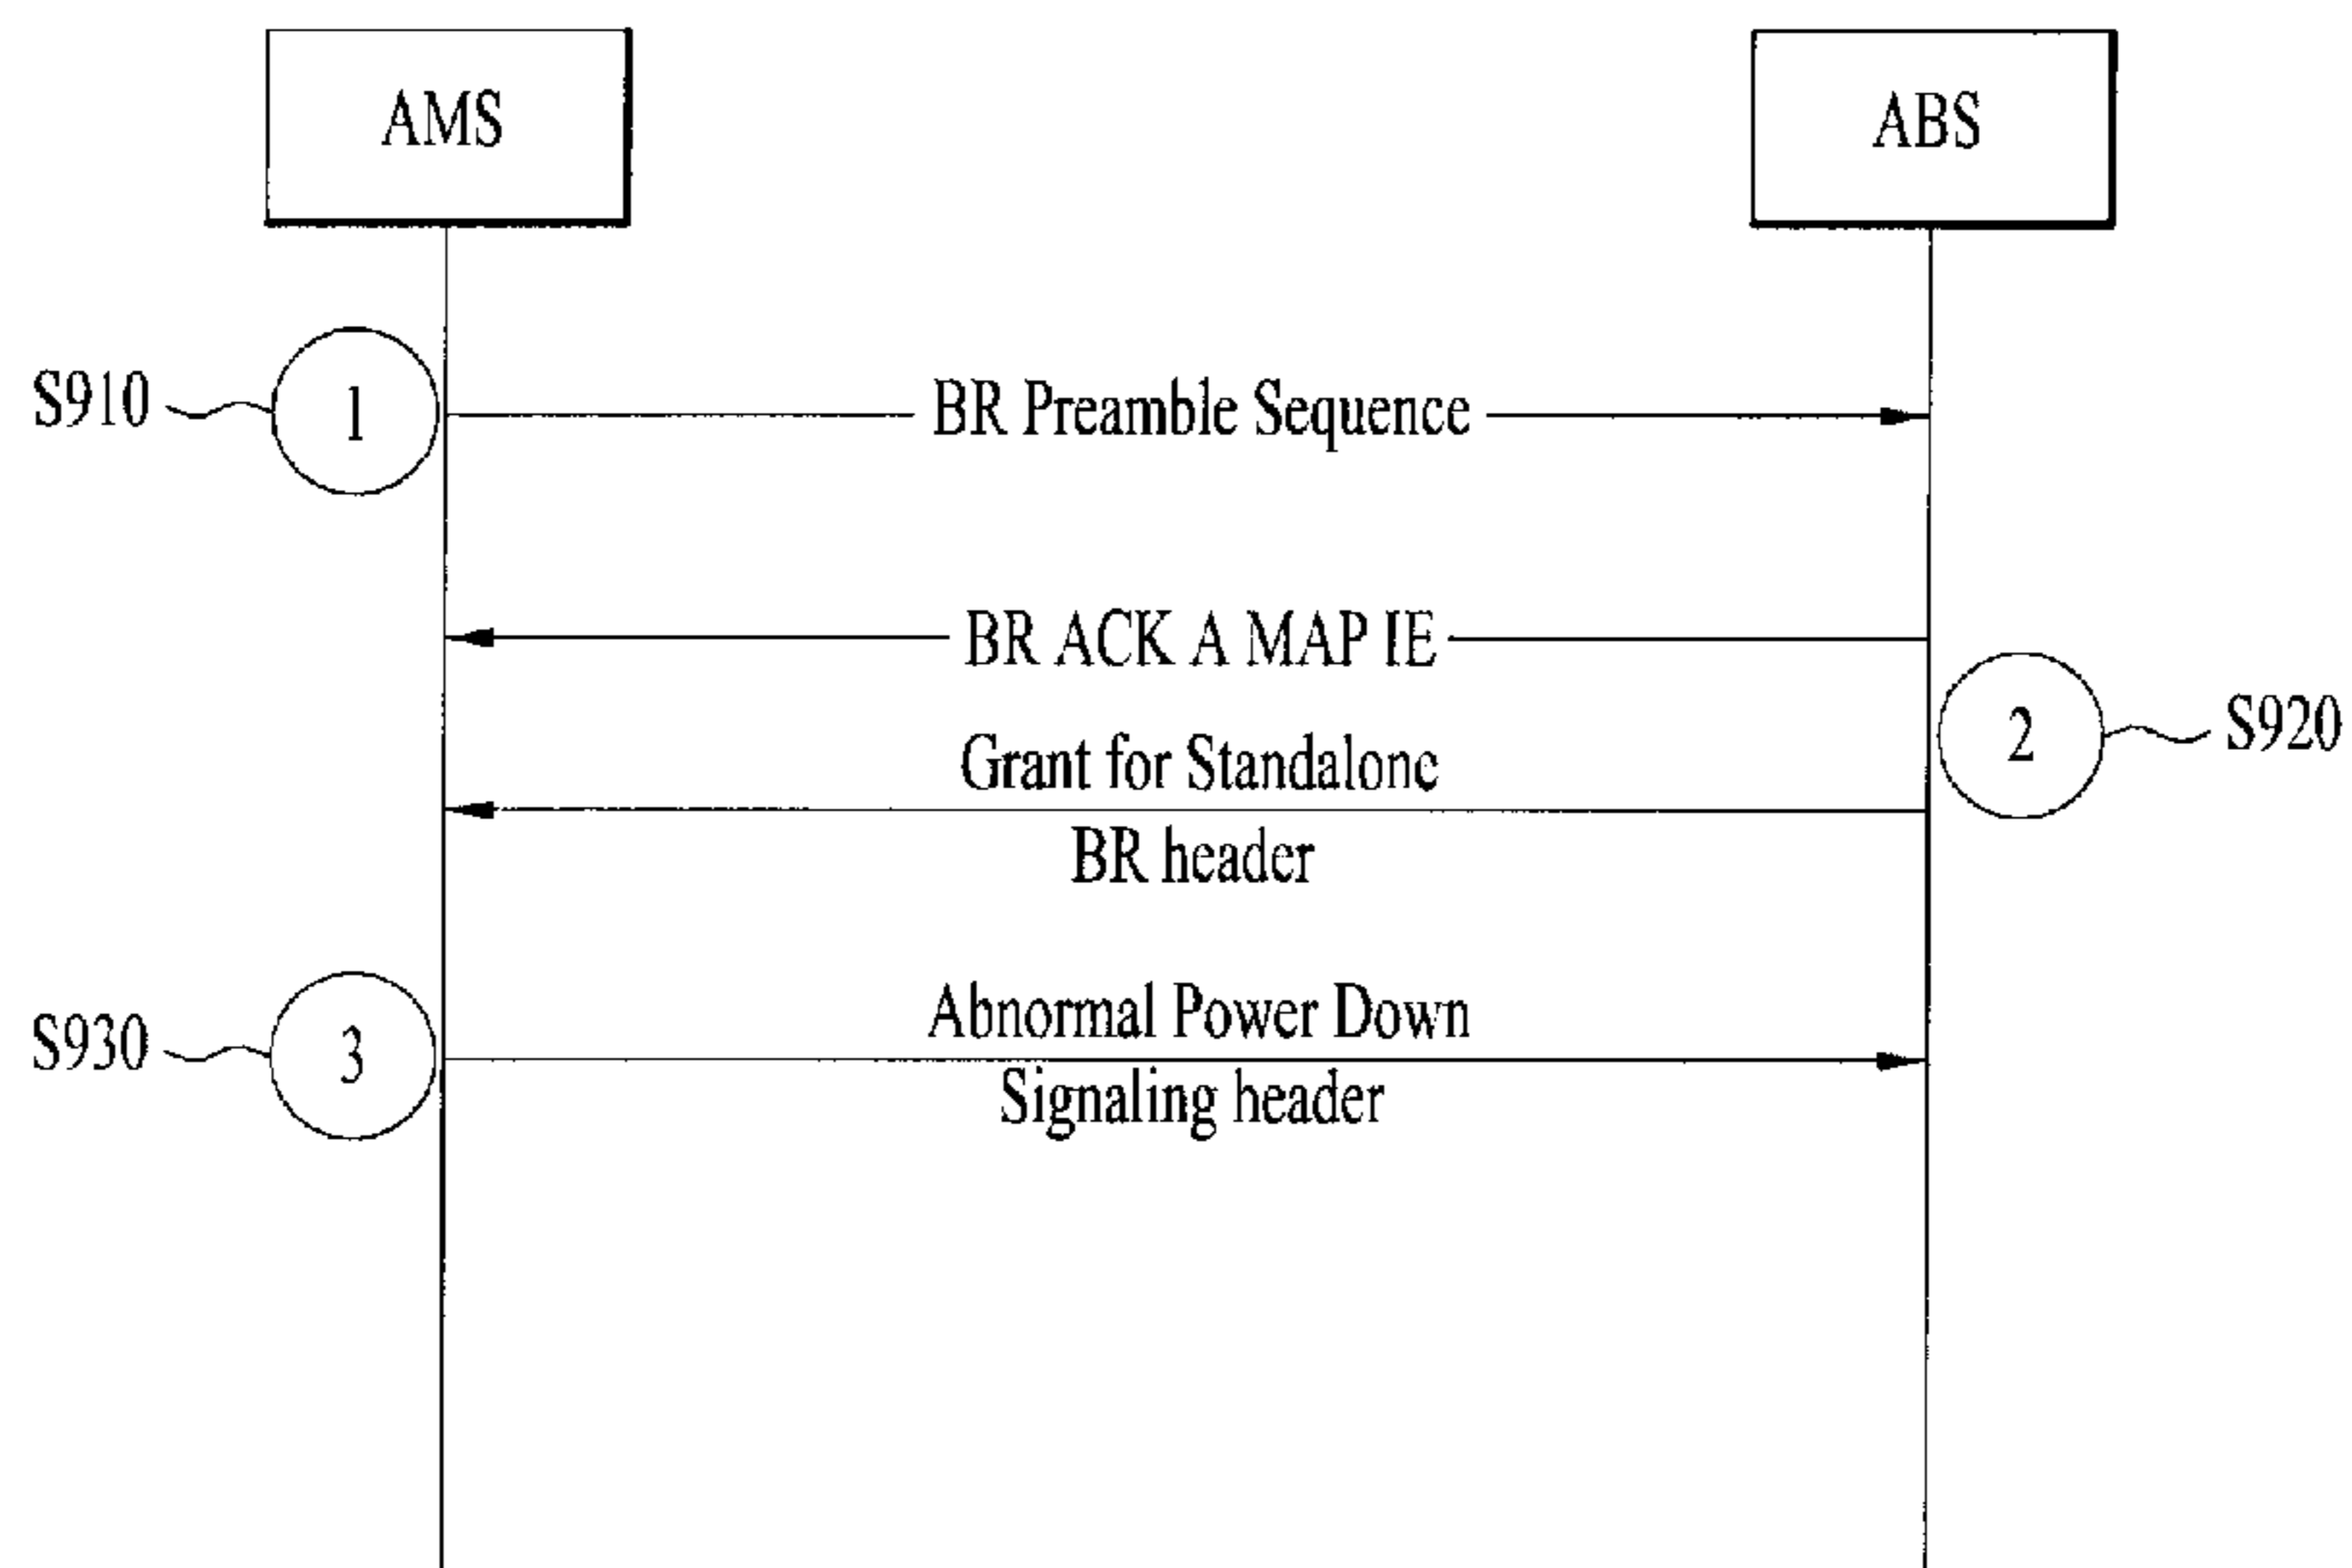 AMS
ABS
S910
1
BR Preamble Sequence
BR ACK A MAP IE
2
S920
Grant for Standalone
BR header
S930
3
Abnormal Power Down
Signaling header